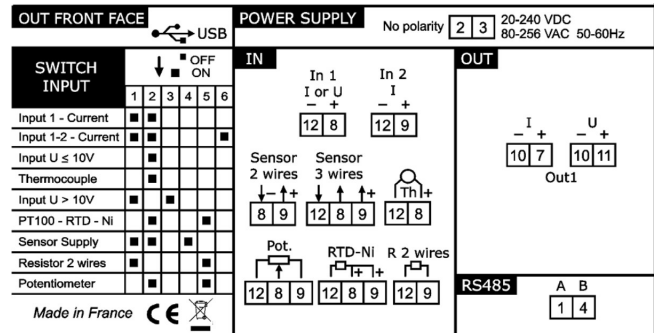 OUT FRONT FACE
USB
SWITCH INPUT
OFF
ON
1 2 3 4 5 6
Input 1 - Current
Input 1-2 - Current
Input U ≤ 10V
Thermocouple
Input U > 10V
PT100 - RTD - Ni
Sensor Supply
Resistor 2 wires
Potentiometer
Made in France CE
POWER SUPPLY
No polarity 2 3 20-240 VDC
80-256 VAC 50-60Hz
IN
In 1
I or U
- +
12 8
In 2
I
- +
12 9
Sensor
2 wires
- +
8 9
Sensor
3 wires
+
12 8 9
Th +
12 8
Pot.
12 8 9
RTD-Ni
+ +
12 8 9
R 2 wires
12 9
OUT
I
- +
10 7
U
- +
10 11
Out1
RS485
A B
1 4